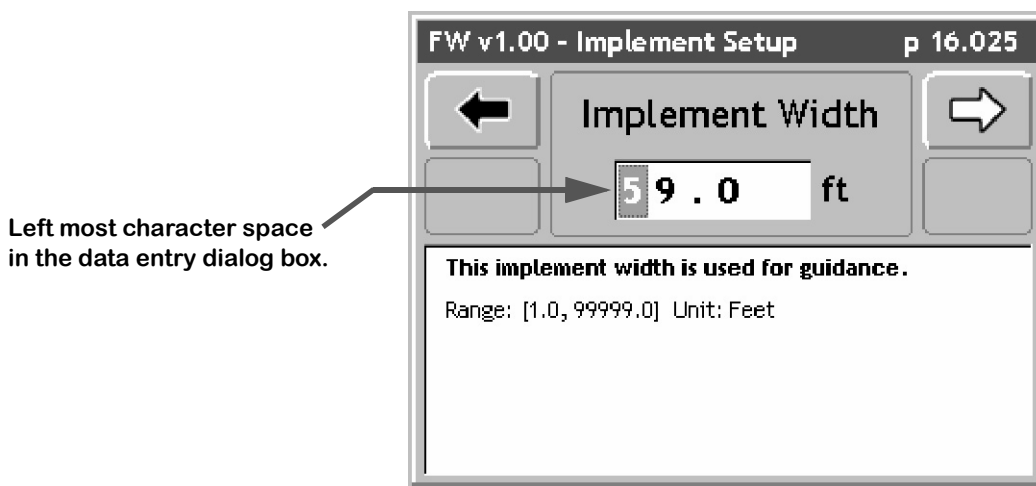 FW v1.00 - Implement Setup p 16.025
Implement Width
59.0 ft
Left most character space
in the data entry dialog box.
This implement width is used for guidance.
Range: [1.0, 99999.0] Unit: Feet